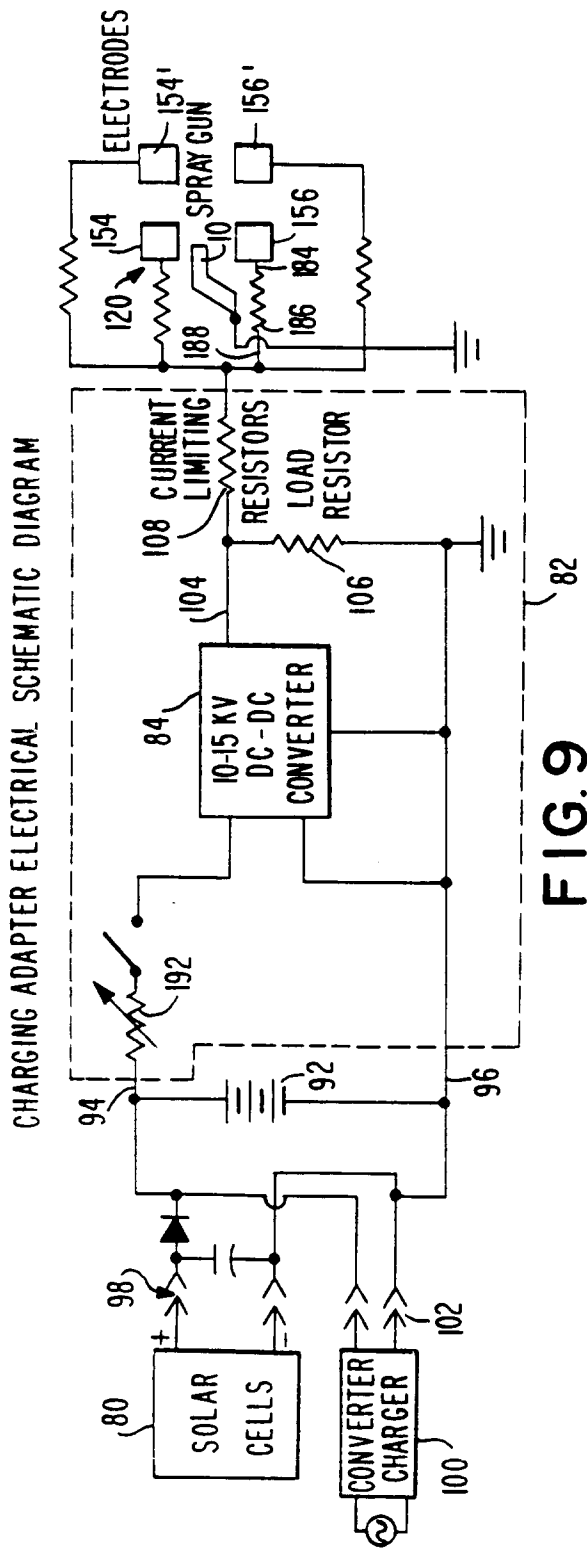 CHARGING ADAPTER ELECTRICAL SCHEMATIC DIAGRAM
80
SOLAR
CELLS
+
-
98
CONVERTER
CHARGER
100
102
94
92
96
192
84
10-15 KV
DC-DC
CONVERTER
104
CURRENT
LIMITING
108
RESISTORS
LOAD
RESISTOR
106
82
120
154
ELECTRODES
154'
SPRAY GUN
10
156'
156
184
186
188
FIG. 9